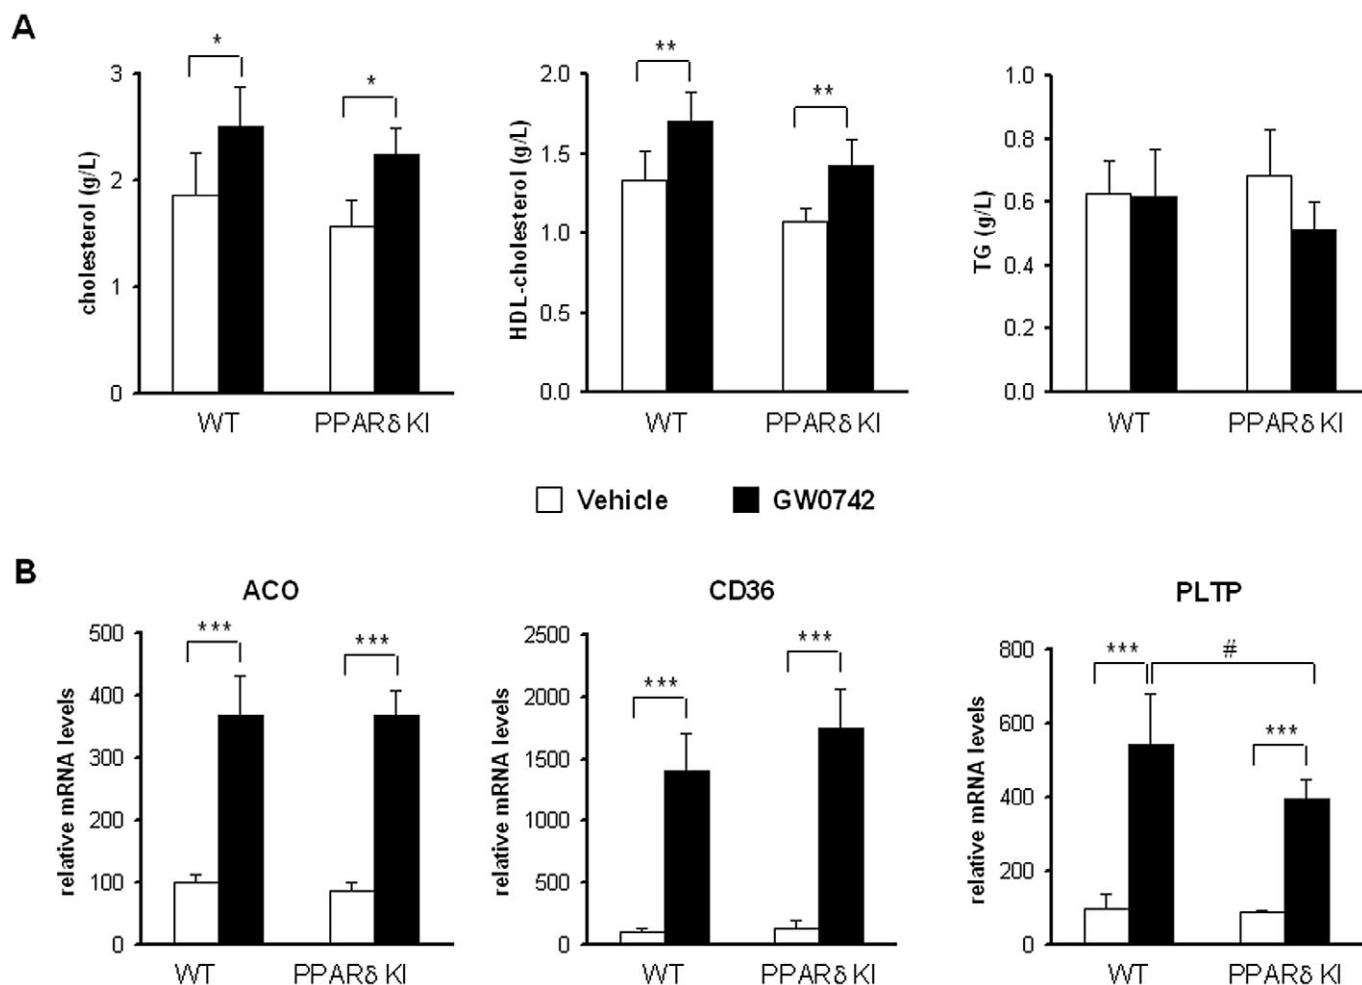 A
*
*
3
2
1
0
cholesterol (g/L)
WT
PPARδ KI
**
**
2.0
1.5
1.0
0.5
0.0
HDL-cholesterol (g/L)
WT
PPARδ KI
1.0
0.8
0.6
0.4
0.2
0.0
TG (g/L)
WT
PPARδ KI
Vehicle
GW0742
B
ACO
***
***
500
400
300
200
100
0
relative mRNA levels
WT
PPARδ KI
CD36
***
***
2500
2000
1500
1000
500
0
relative mRNA levels
WT
PPARδ KI
PLTP
***
#
***
800
600
400
200
0
relative mRNA levels
WT
PPARδ KI